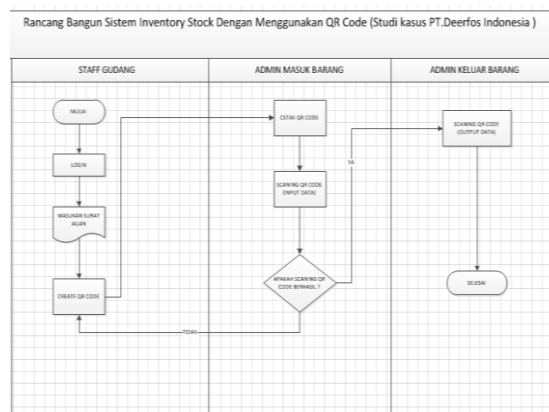 Rancang Bangun Sistem Inventory Stock Dengan Menggunakan QR Code (Studi kasus PT.Deerfos Indonesia )
STAFF GUDANG
ADMIN MASUK BARANG
ADMIN KELUAR BARANG
MULAI
LOGIN
MASUKAN SURAT
JALAN
CREATE QR CODE
CETAK QR CODE
SCANING QR CODE
(INPUT DATA)
APAKAH SCANING QR
CODE BERHASIL ?
TIDAK
YA
SCANING QR CODE
(OUTPUT DATA)
SELESAI